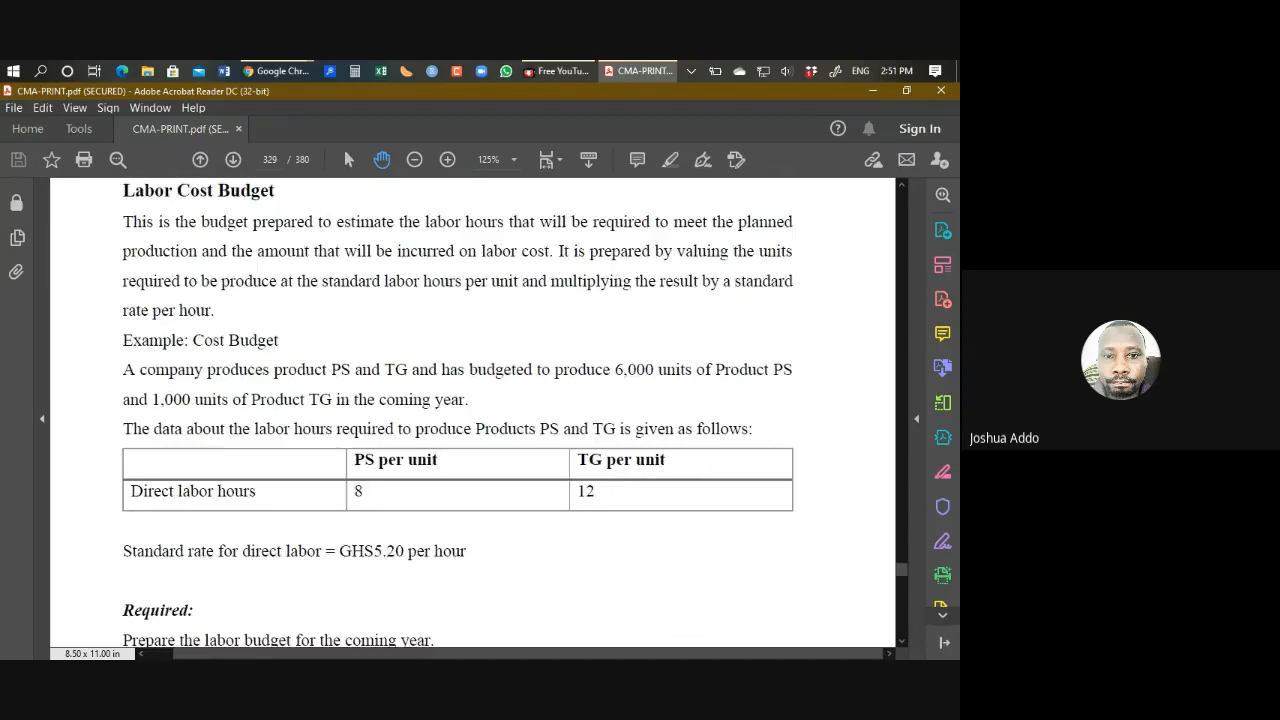 Google Chr...
Free YouTu...
CMA-PRINT...
ENG
2:51 PM
CMA-PRINT.pdf (SECURED) - Adobe Acrobat Reader DC (32-bit)
File Edit View Sign Window Help
Home Tools CMA-PRINT.pdf (SE... × Sign In
329 / 380 125%
Labor Cost Budget
This is the budget prepared to estimate the labor hours that will be required to meet the planned
production and the amount that will be incurred on labor cost. It is prepared by valuing the units
required to be produce at the standard labor hours per unit and multiplying the result by a standard
rate per hour.
Example: Cost Budget
A company produces product PS and TG and has budgeted to produce 6,000 units of Product PS
and 1,000 units of Product TG in the coming year.
The data about the labor hours required to produce Products PS and TG is given as follows:
PS per unit TG per unit
Direct labor hours 8 12
Standard rate for direct labor = GHS5.20 per hour
Required:
Prepare the labor budget for the coming year.
8.50 x 11.00 in
Joshua Addo